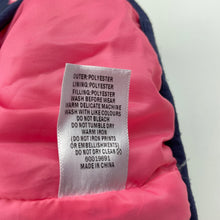 OUTER:POLYESTER
LINING:POLYESTER
FILLING:POLYESTER
WASH BEFORE WEAR
WARM DELICATE MACHINE
WASH WITH LIKE COLOURS
DO NOT BLEACH
DO NOT TUMBLE DRY
WARM IRON
(DO NOT IRON PRINTS
OR EMBELLISHMENTS)
DO NOT DRY CLEAN
60019691
MADE IN CHINA